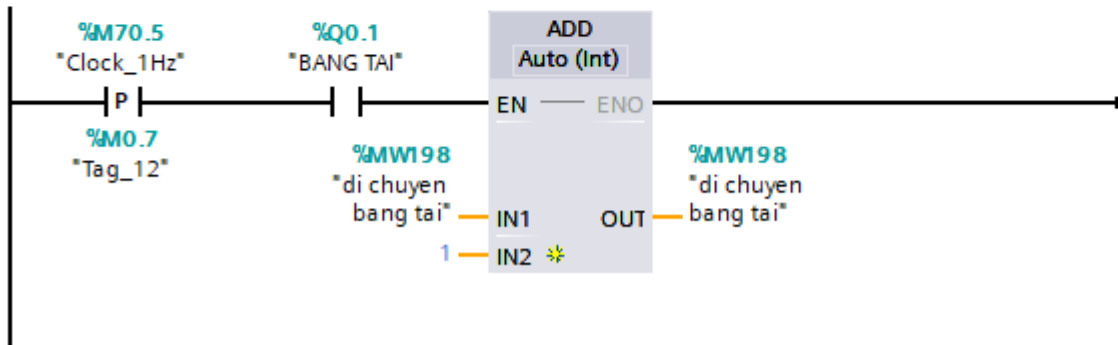 %M70.5
"Clock_1Hz"
P
%M0.7
"Tag_12"
%Q0.1
"BANG TAI"
ADD
Auto (Int)
EN
ENO
%MW198
"di chuyen
bang tai"
IN1
1
IN2
OUT
%MW198
"di chuyen
bang tai"